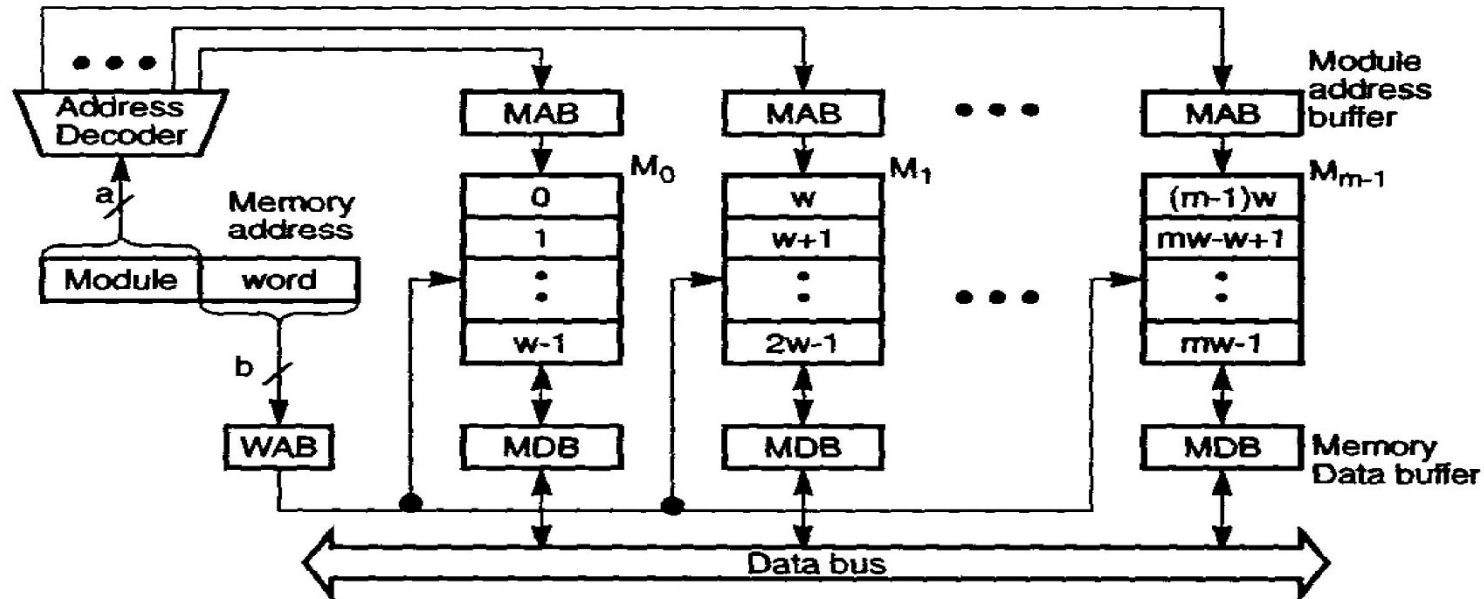 Address
Decoder
MAB
MAB
MAB
Module
address
buffer
M0
M1
Mm-1
a
Memory
address
Module
word
0
1
w-1
w
w+1
2w-1
(m-1)w
mw-w+1
mw-1
b
WAB
MDB
MDB
MDB
Memory
Data buffer
Data bus